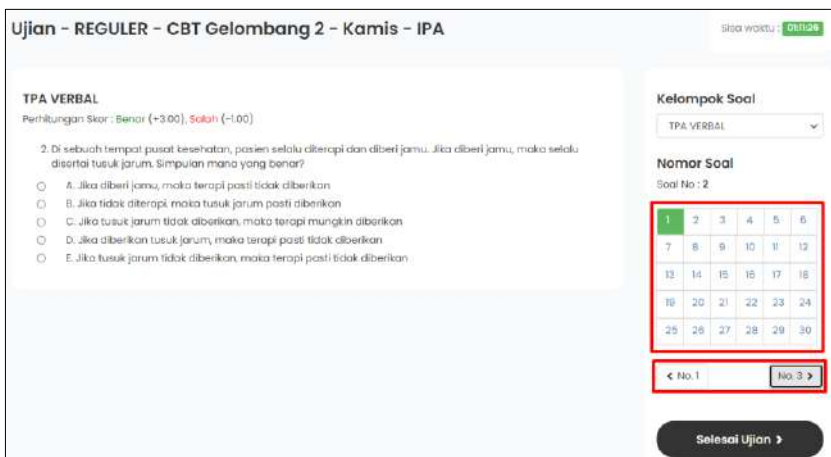 Ujian - REGULER - CBT Gelombang 2 - Kamis - IPA
Sisa waktu : 01:11:26
TPA VERBAL
Perhitungan Skor : Benar (+3.00), Salah (-1.00)
2. Di sebuah tempat pusat kesehatan, pasien selalu diterapi dan diberi jamu. Jika diberi jamu, maka selalu
disertai tusuk jarum. Simpulan mana yang benar?
A. Jika diberi jamu, maka terapi pasti tidak diberikan
B. Jika tidak diterapi, maka tusuk jarum pasti diberikan
C. Jika tusuk jarum tidak diberikan, maka terapi mungkin diberikan
D. Jika diberikan tusuk jarum, maka terapi pasti tidak diberikan
E. Jika tusuk jarum tidak diberikan, maka terapi pasti tidak diberikan
Kelompok Soal
TPA VERBAL
Nomor Soal
Soal No : 2
1 2 3 4 5 6
7 8 9 10 11 12
13 14 15 16 17 18
19 20 21 22 23 24
25 26 27 28 29 30
< No. 1
No. 3 >
Selesai Ujian >